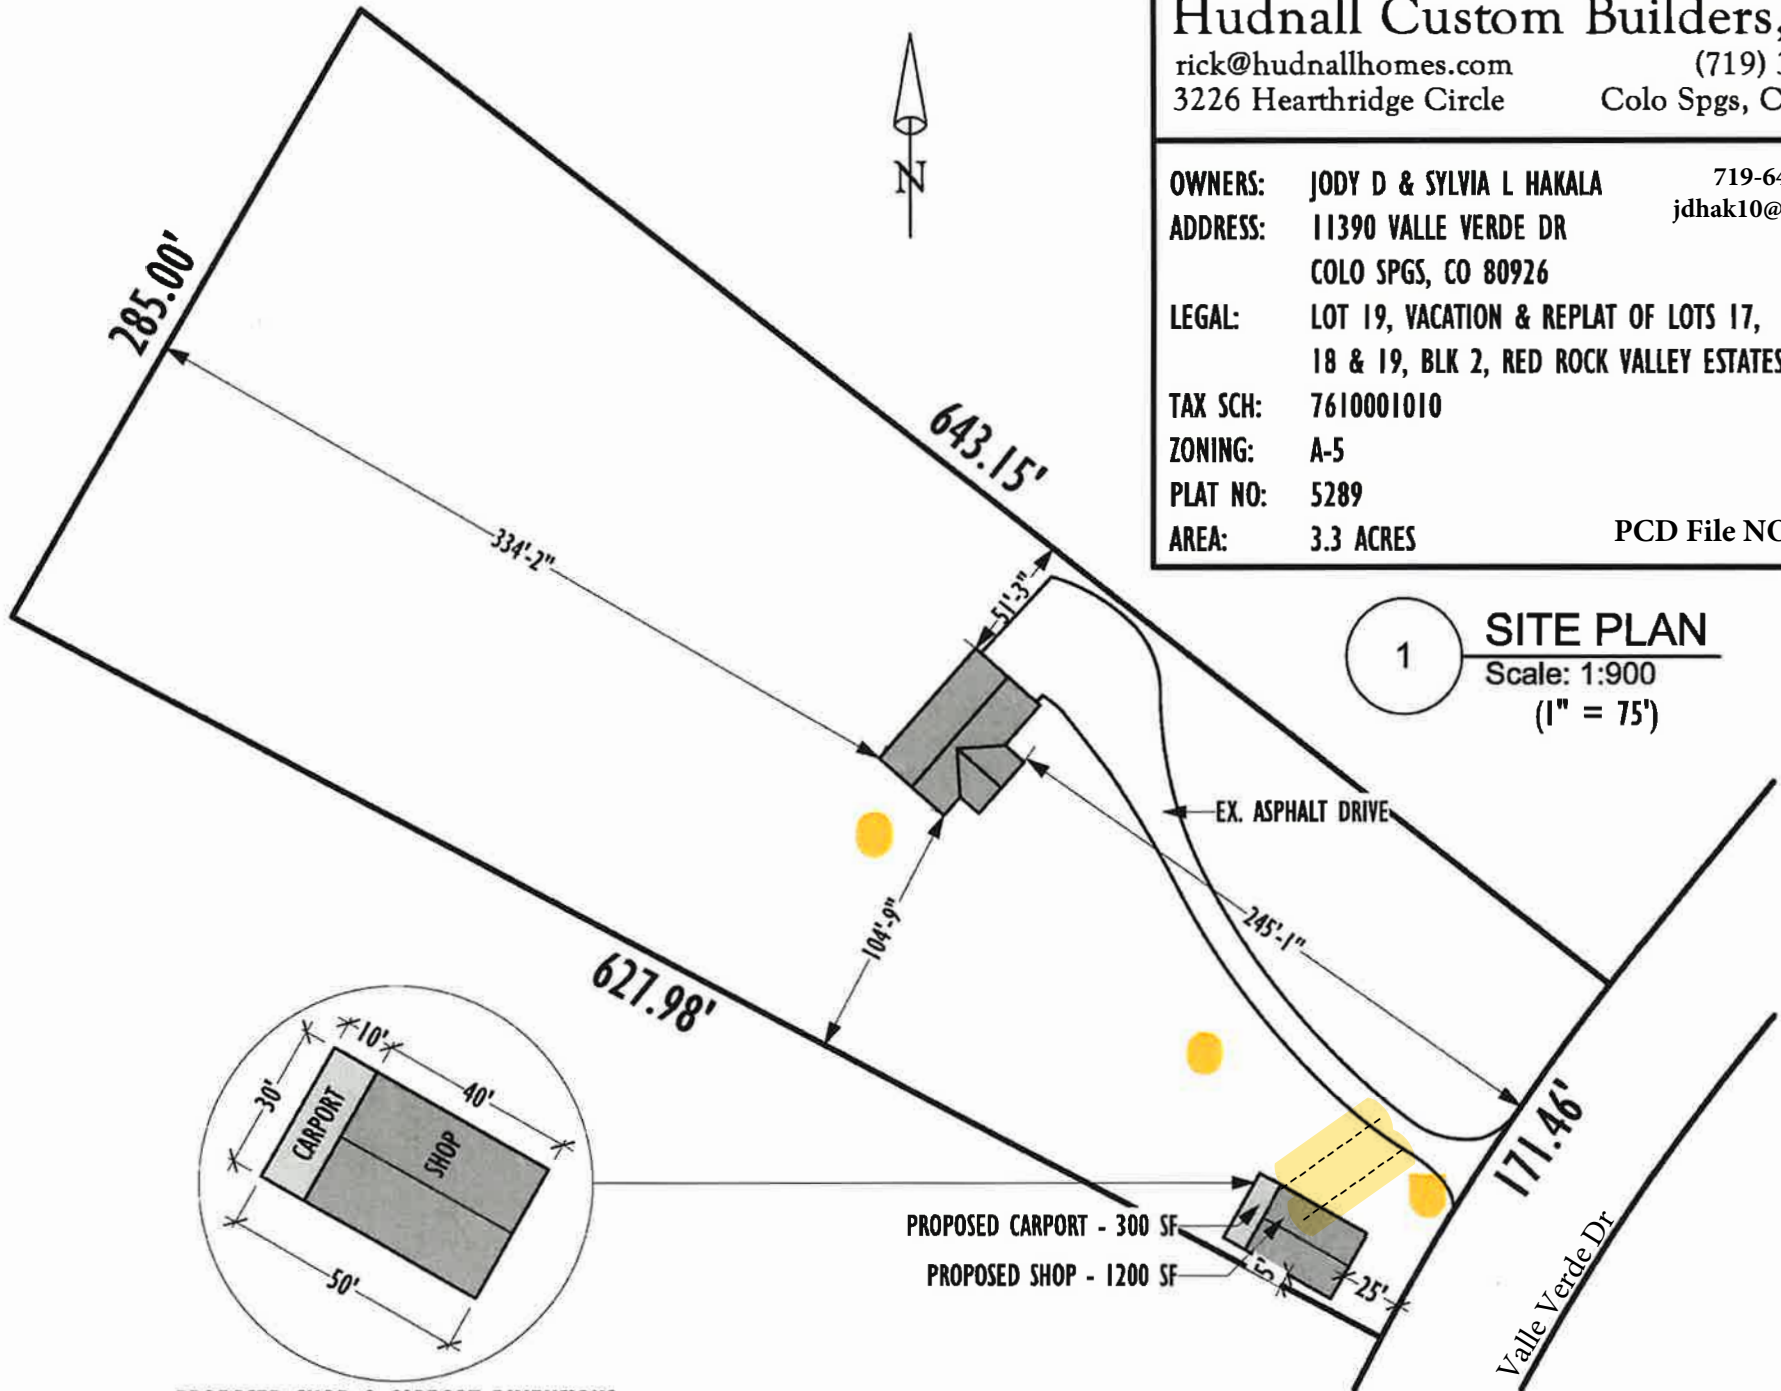 Hudnall Custom Builders,
rick@hudnallhomes.com (719)
3226 Hearthridge Circle Colo Spgs,
OWNERS: JODY D & SYLVIA L HAKALA 719-64
jdhak10@
ADDRESS: 11390 VALLE VERDE DR
COLO SPGS, CO 80926
LEGAL: LOT 19, VACATION & REPLAT OF LOTS 17,
18 & 19, BLK 2, RED ROCK VALLEY ESTATES
TAX SCH: 7610001010
ZONING: A-5
PLAT NO: 5289
AREA: 3.3 ACRES PCD File NO
N
285.00'
643.15'
334'-2"
51'-3"
1
SITE PLAN
Scale: 1:900
(1" = 75')
EX. ASPHALT DRIVE
104'-9"
245'-1"
627.98'
171.46'
10'
30'
40'
CARPORT
SHOP
50'
PROPOSED CARPORT - 300 SF
PROPOSED SHOP - 1200 SF
5'
25'
Valle Verde Dr